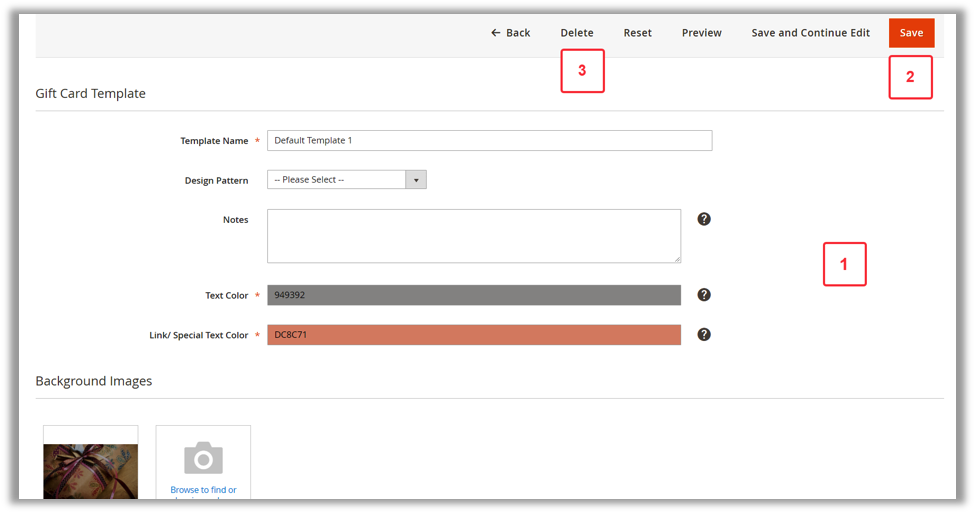 ← Back Delete Reset Preview Save and Continue Edit Save
3 2
Gift Card Template
Template Name * Default Template 1
Design Pattern -- Please Select --
Notes ?
1
Text Color * 949392 ?
Link/ Special Text Color * DC8C71 ?
Background Images
Browse to find or